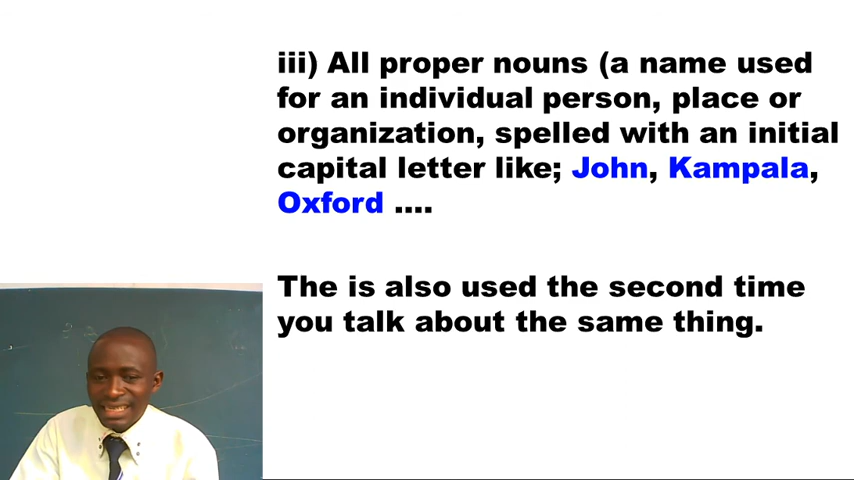 iii) All proper nouns (a name used
for an individual person, place or
organization, spelled with an initial
capital letter like; John, Kampala,
Oxford ....
The is also used the second time
you talk about the same thing.